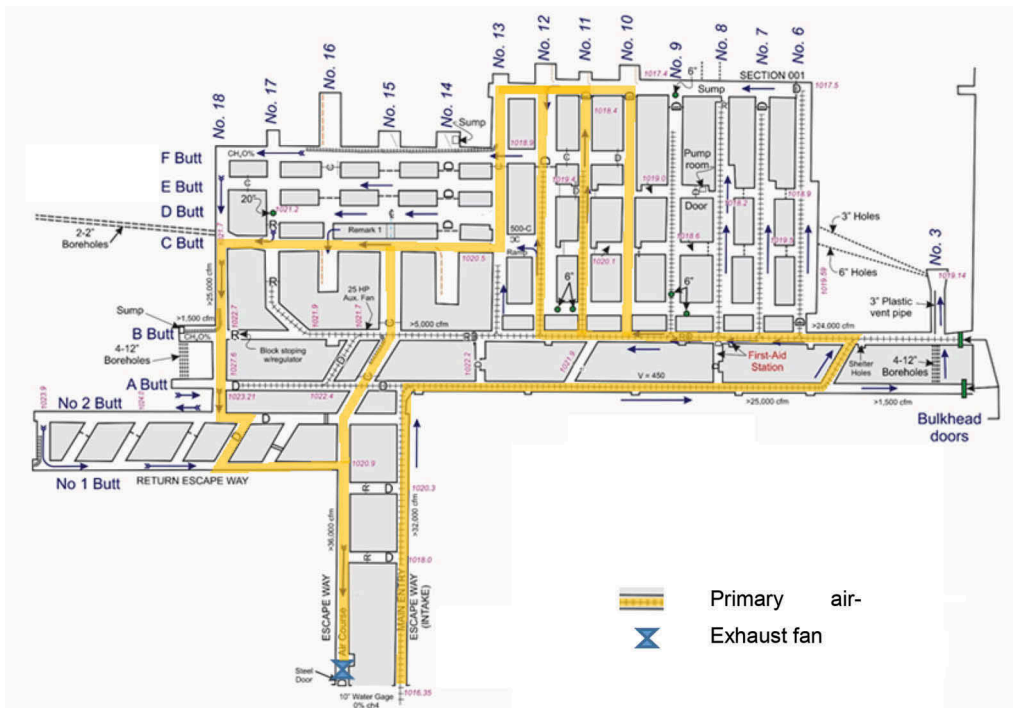 No. 18
No. 17
No. 16
No. 15
No. 14
No. 13
No. 12
No. 11
No. 10
No. 9
No. 8
No. 7
No. 6
6"
1017.4
Sump
SECTION 001
1017.5
Sump
1018.9
1018.4
F Butt
CH₂O%
E Butt
D Butt
C Butt
20"
1021.2
Remark 1
500-C
Ramp
1020.5
1019.4
1019.0
1020.1
Pump
room
Door
1018.2
1018.6
1018.9
1019.5
1019.59
3" Holes
6" Holes
No. 3
1019.14
3" Plastic
vent pipe
2-2"
Boreholes
1021.7
>25,000 cfm
1022.7
1021.9
1021.7
25 HP
Aux. Fan
6"
6"
Sump
>1,500 cfm
B Butt
CH₂O%
>5,000 cfm
>24,000 cfm
4-12"
Boreholes
1027.6
Block stoping
w/regulator
1022.2
1021.9
First-Aid
Station
Shelter
Holes
4-12"
Boreholes
A Butt
1023.21
1022.4
V = 450
>25,000 cfm
>1,500 cfm
Bulkhead
doors
1023.9
No 2 Butt
No 1 Butt
RETURN ESCAPE WAY
1020.9
1020.3
>36,000 cfm
>32,000 cfm
1018.0
ESCAPE WAY
Air Course
MAIN ENTRY
ESCAPE WAY
(INTAKE)
Steel
Door
10" Water Gage
0% ch4
1016.35
Primary air-
Exhaust fan